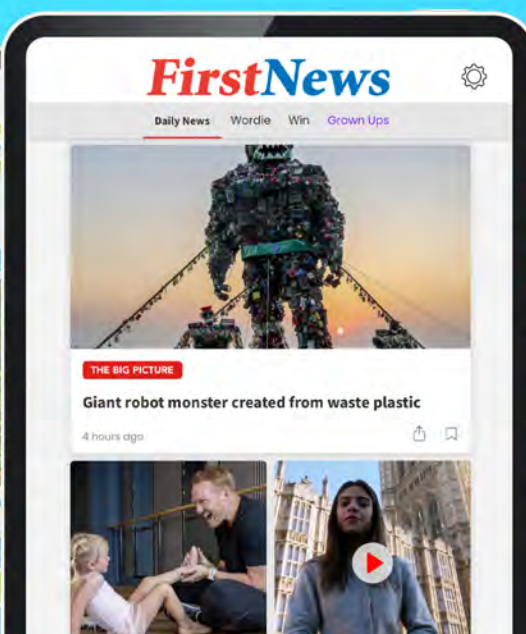 FirstNews
Daily News Wordie Win Grown Ups
THE BIG PICTURE
Giant robot monster created from waste plastic
4 hours ago